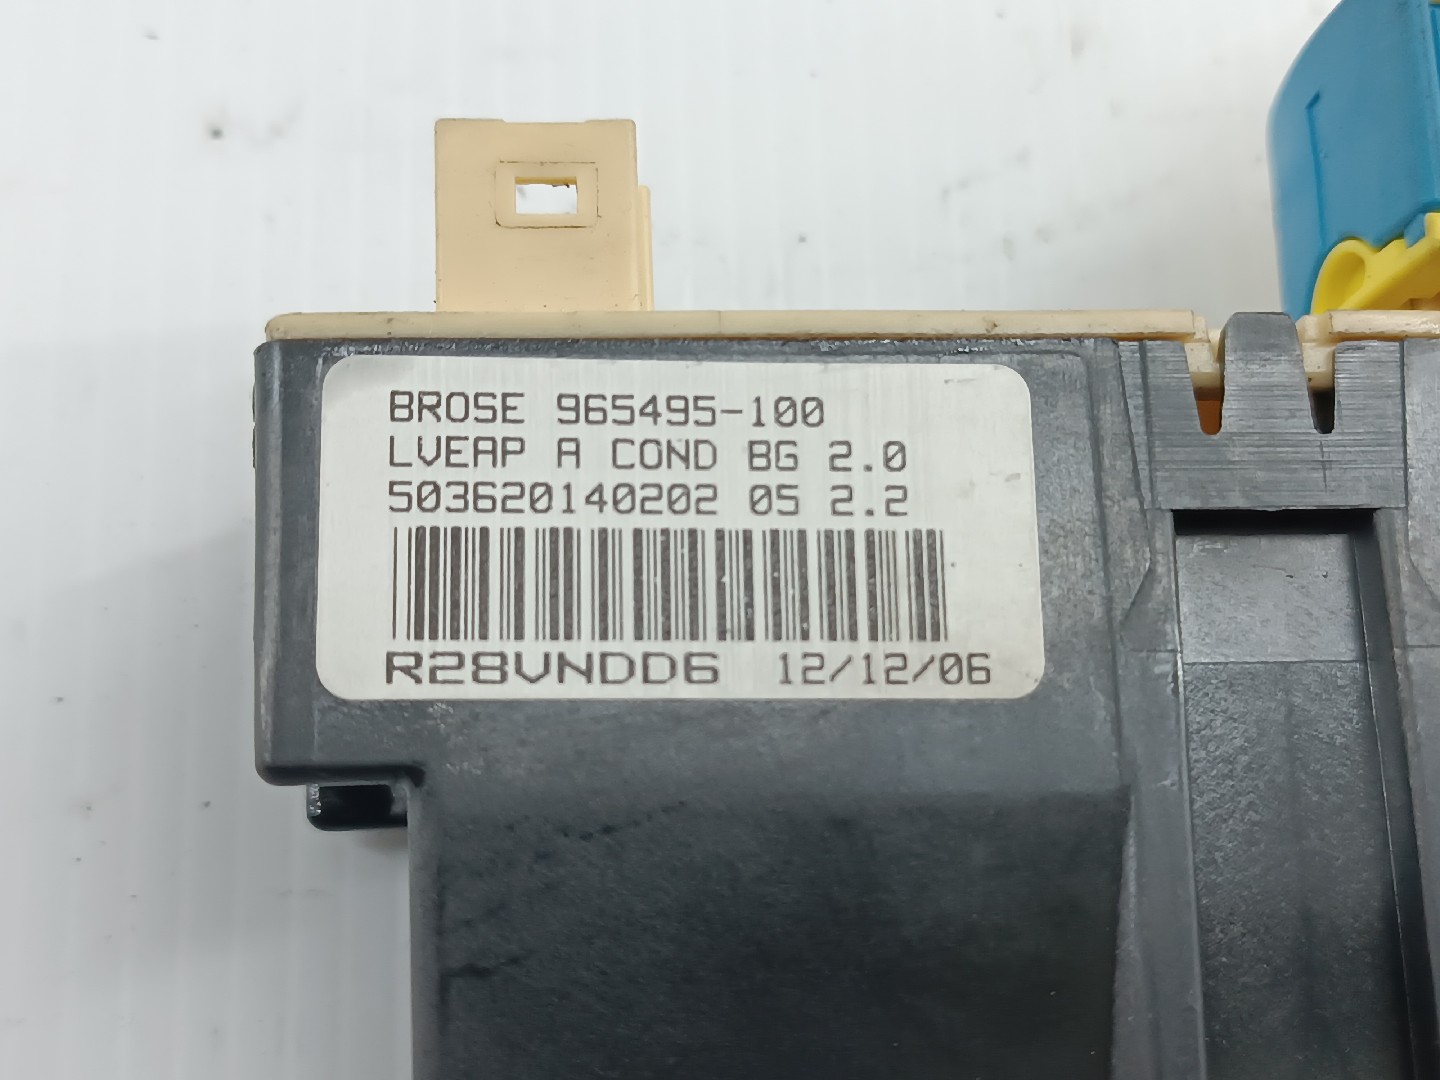 BROSE 965495-100
LVEAP A COND BG 2.0
503620140202 05 2.2
R28VNDD6 12/12/06